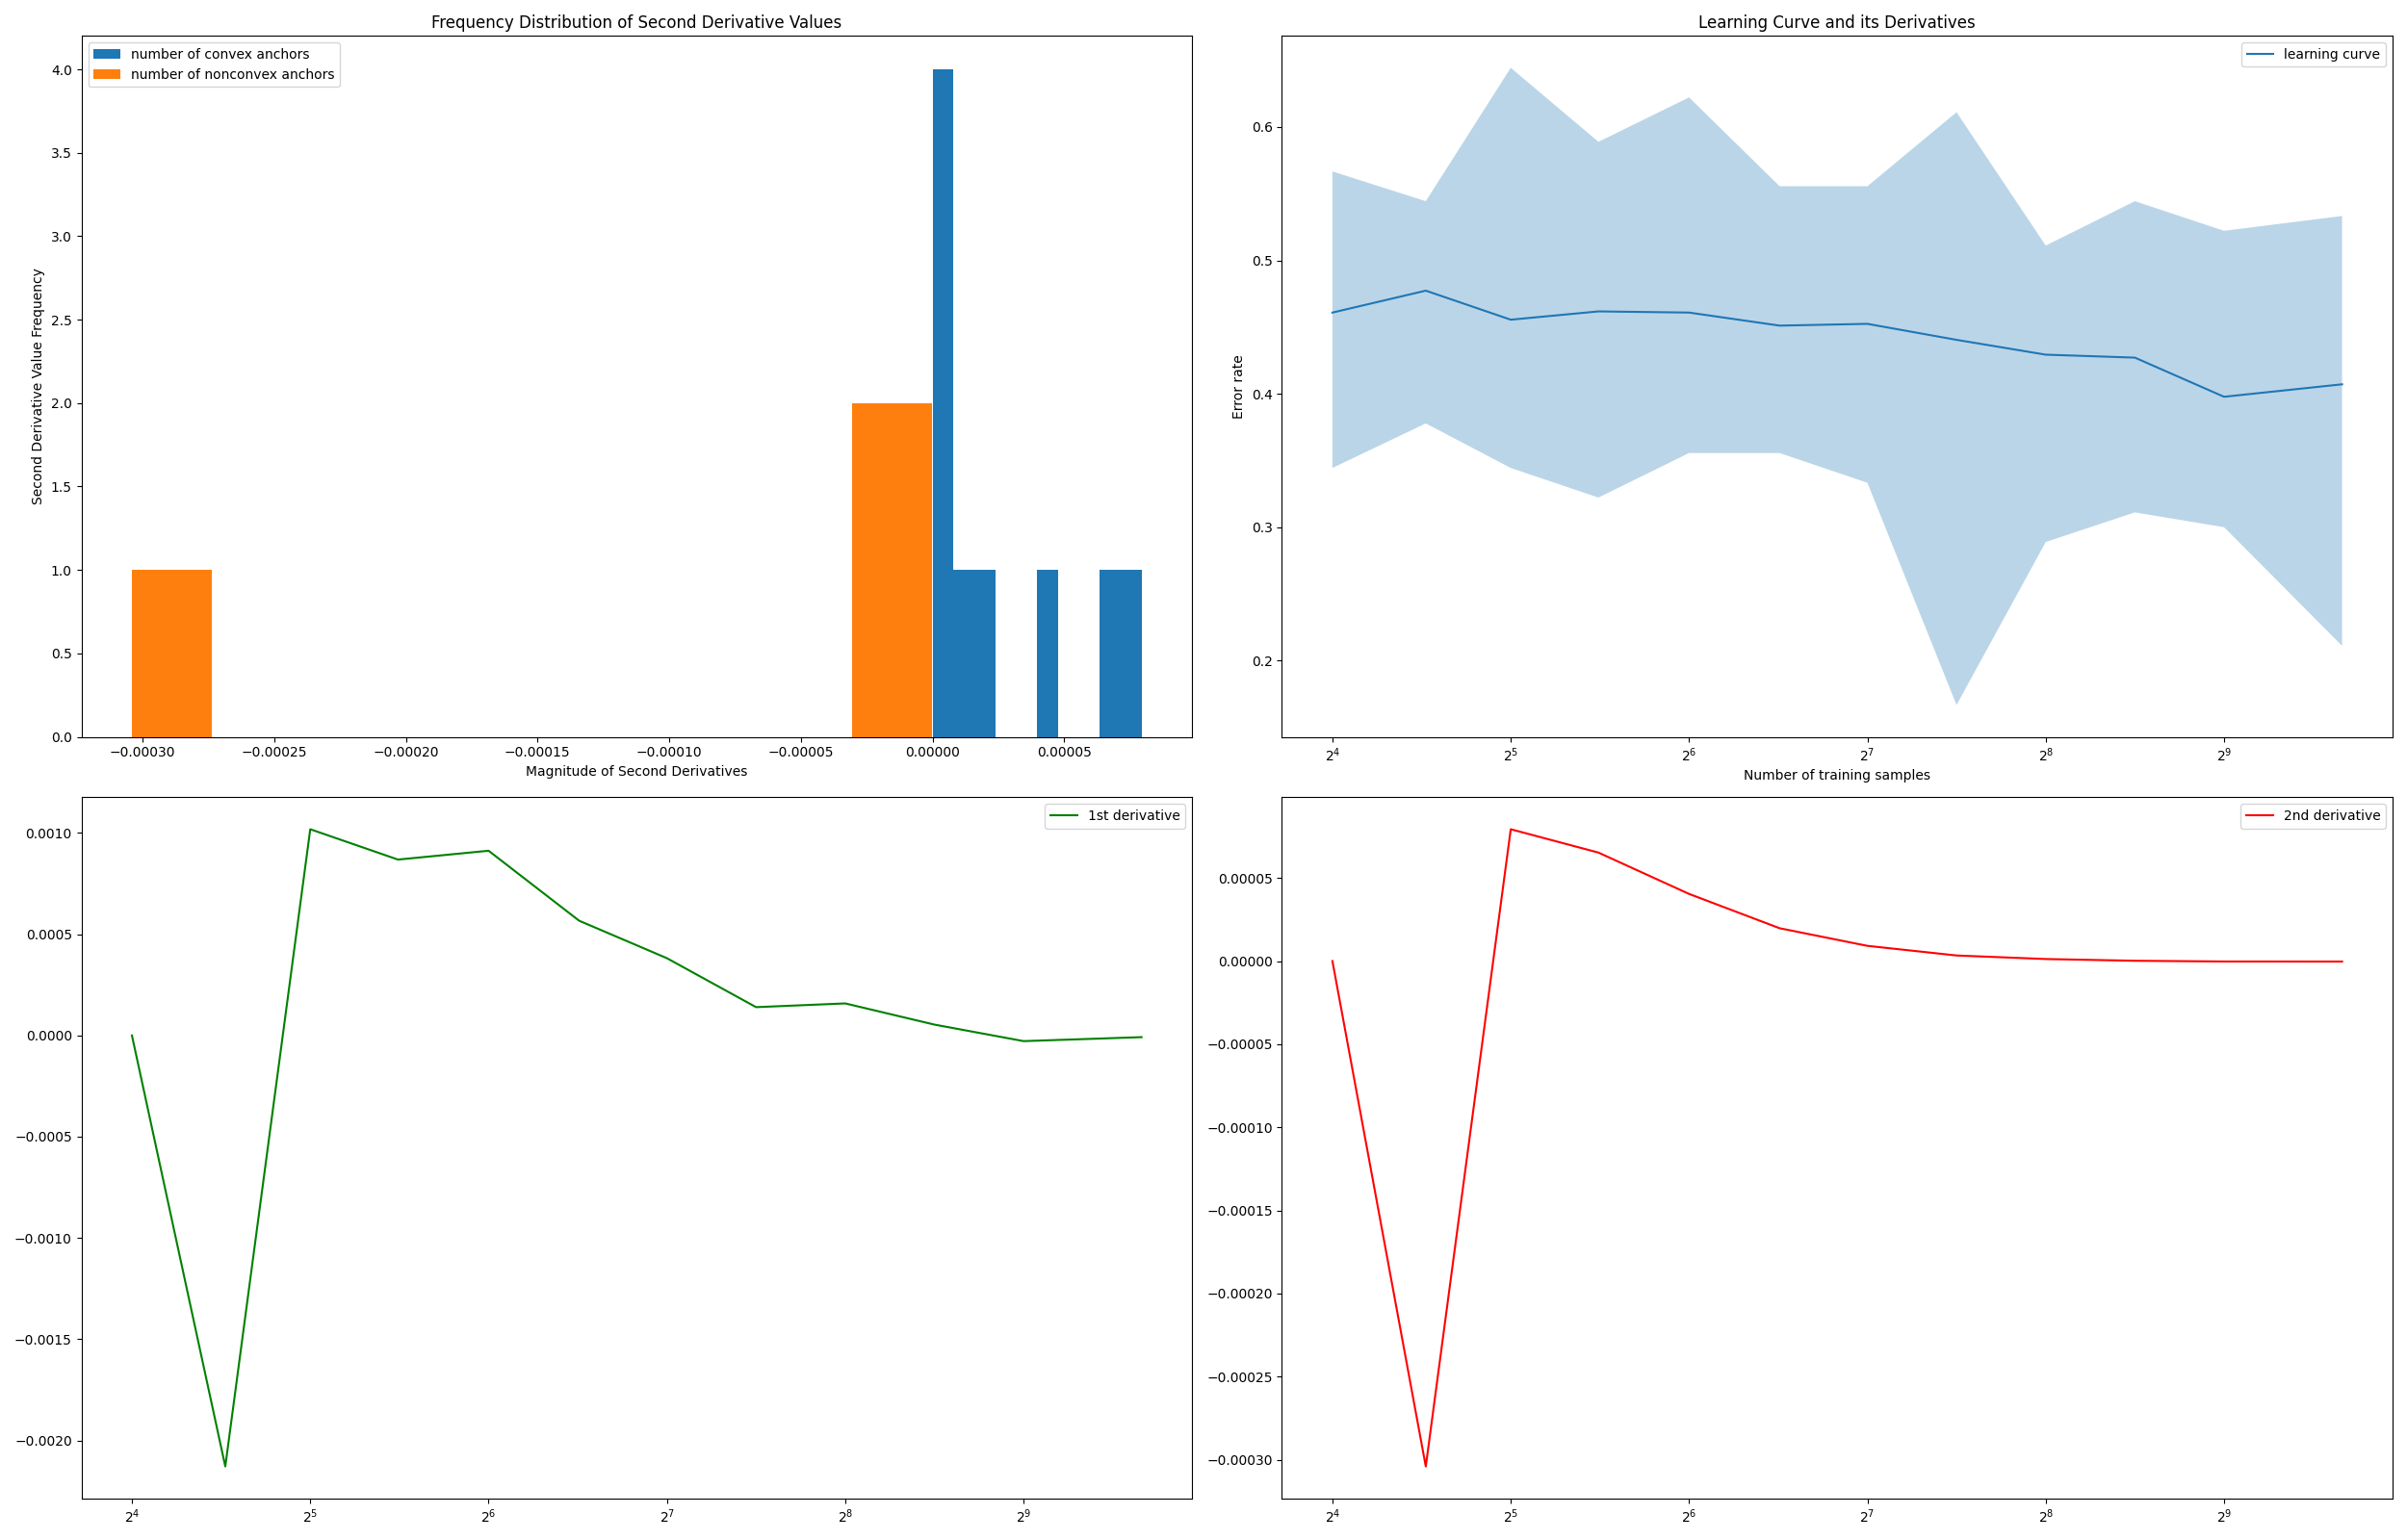 Frequency Distribution of Second Derivative Values
number of convex anchors
number of nonconvex anchors
4.0
3.5
3.0
2.5
2.0
1.5
1.0
0.5
0.0
Second Derivative Value Frequency
−0.00030 −0.00025 −0.00020 −0.00015 −0.00010 −0.00005 0.00000 0.00005
Magnitude of Second Derivatives
Learning Curve and its Derivatives
learning curve
0.6
0.5
0.4
0.3
0.2
Error rate
2⁴ 2⁵ 2⁶ 2⁷ 2⁸ 2⁹
Number of training samples
1st derivative
0.0010
0.0005
0.0000
−0.0005
−0.0010
−0.0015
−0.0020
2⁴ 2⁵ 2⁶ 2⁷ 2⁸ 2⁹
2nd derivative
0.00005
0.00000
−0.00005
−0.00010
−0.00015
−0.00020
−0.00025
−0.00030
2⁴ 2⁵ 2⁶ 2⁷ 2⁸ 2⁹